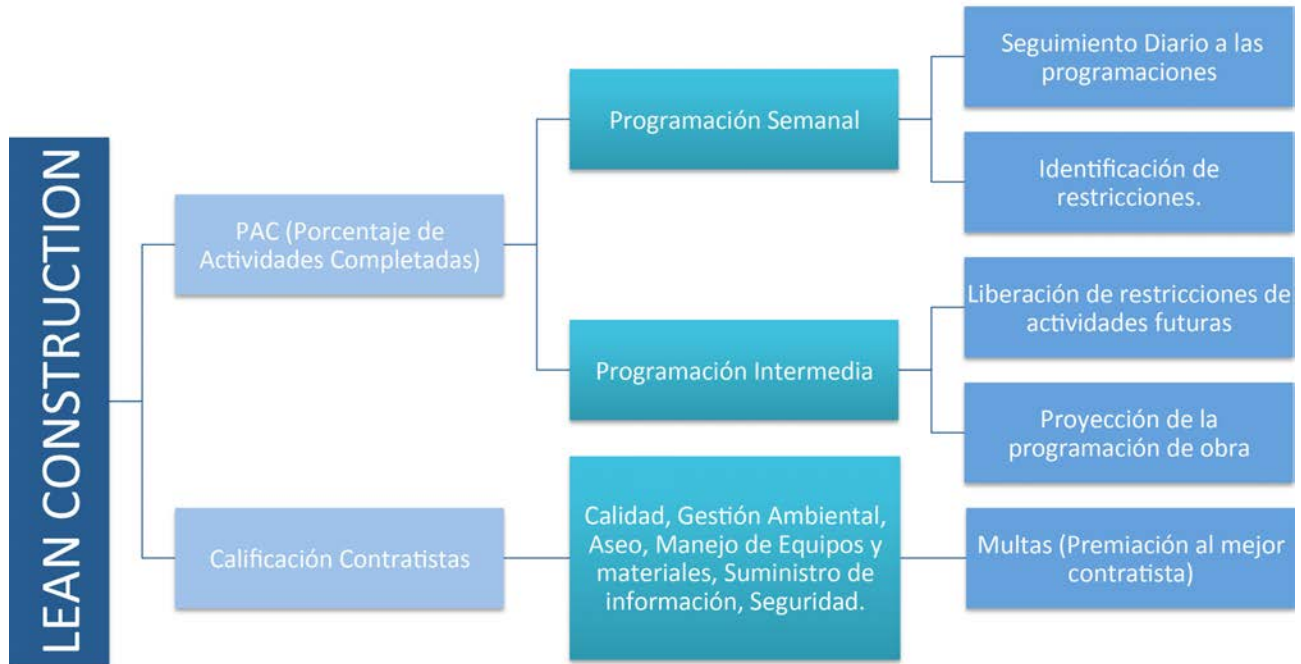 LEAN CONSTRUCTION
PAC (Porcentaje de
Actividades Completadas)
Programación Semanal
Seguimiento Diario a las
programaciones
Identificación de
restricciones.
Programación Intermedia
Liberación de restricciones de
actividades futuras
Proyección de la
programación de obra
Calificación Contratistas
Calidad, Gestión Ambiental,
Aseo, Manejo de Equipos y
materiales, Suministro de
información, Seguridad.
Multas (Premiación al mejor
contratista)